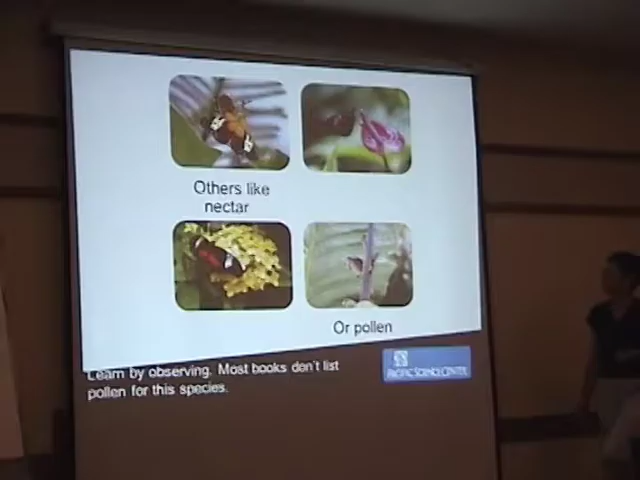 Others like
nectar
Or pollen
Learn by observing. Most books don't list
pollen for this species.
PACIFIC SCIENCE CENTER